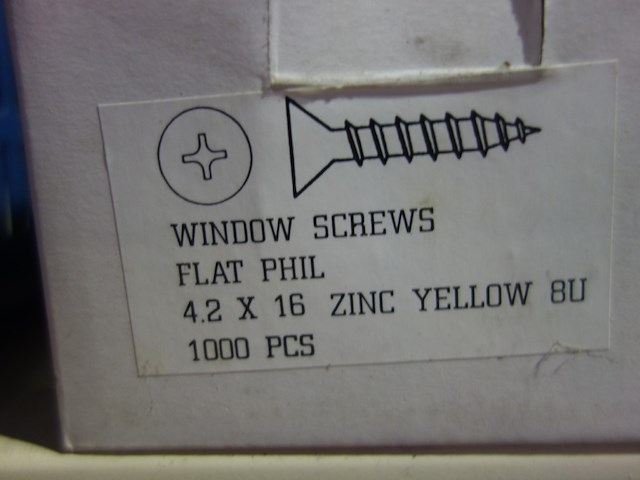 WINDOW SCREWS
FLAT PHIL
4.2 X 16 ZINC YELLOW 8U
1000 PCS